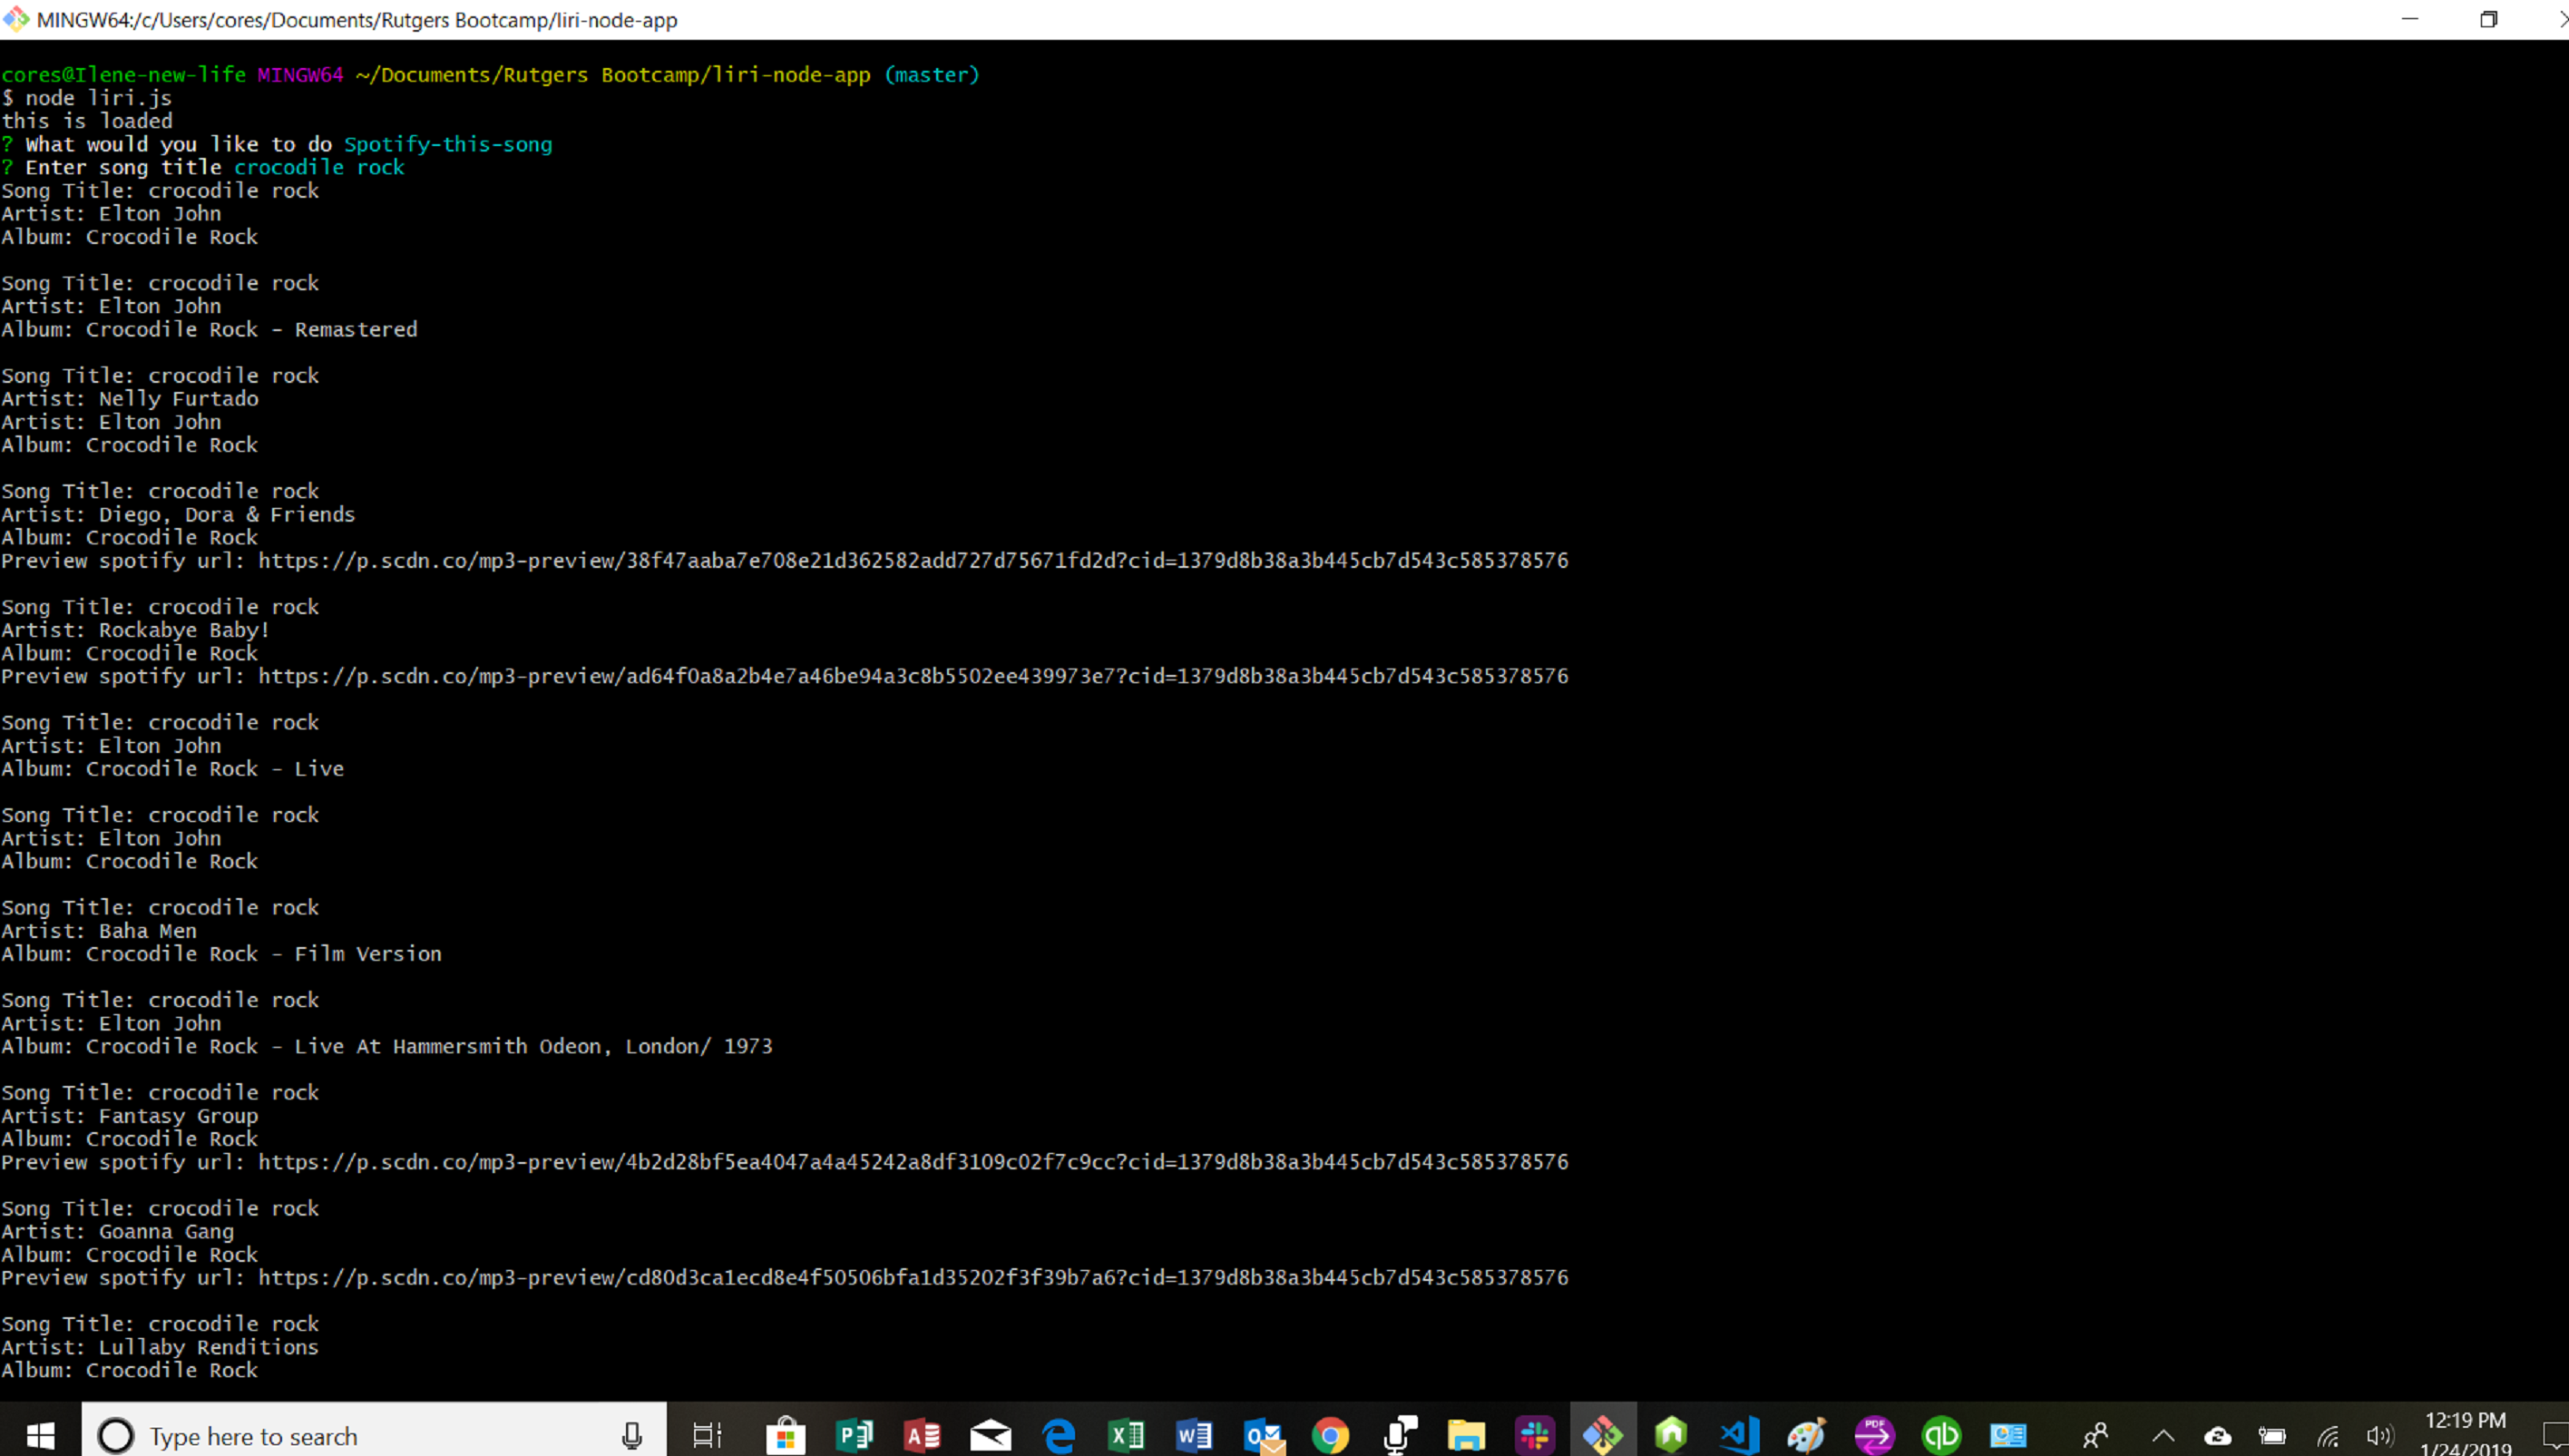 MINGW64:/c/Users/cores/Documents/Rutgers Bootcamp/liri-node-app
cores@Ilene-new-life MINGW64 ~/Documents/Rutgers Bootcamp/liri-node-app (master)
$ node liri.js
this is loaded
? What would you like to do Spotify-this-song
? Enter song title crocodile rock
Song Title: crocodile rock
Artist: Elton John
Album: Crocodile Rock
Song Title: crocodile rock
Artist: Elton John
Album: Crocodile Rock - Remastered
Song Title: crocodile rock
Artist: Nelly Furtado
Artist: Elton John
Album: Crocodile Rock
Song Title: crocodile rock
Artist: Diego, Dora & Friends
Album: Crocodile Rock
Preview spotify url: https://p.scdn.co/mp3-preview/38f47aaba7e708e21d362582add727d75671fd2d?cid=1379d8b38a3b445cb7d543c585378576
Song Title: crocodile rock
Artist: Rockabye Baby!
Album: Crocodile Rock
Preview spotify url: https://p.scdn.co/mp3-preview/ad64f0a8a2b4e7a46be94a3c8b5502ee439973e7?cid=1379d8b38a3b445cb7d543c585378576
Song Title: crocodile rock
Artist: Elton John
Album: Crocodile Rock - Live
Song Title: crocodile rock
Artist: Elton John
Album: Crocodile Rock
Song Title: crocodile rock
Artist: Baha Men
Album: Crocodile Rock - Film Version
Song Title: crocodile rock
Artist: Elton John
Album: Crocodile Rock - Live At Hammersmith Odeon, London/ 1973
Song Title: crocodile rock
Artist: Fantasy Group
Album: Crocodile Rock
Preview spotify url: https://p.scdn.co/mp3-preview/4b2d28bf5ea4047a4a45242a8df3109c02f7c9cc?cid=1379d8b38a3b445cb7d543c585378576
Song Title: crocodile rock
Artist: Goanna Gang
Album: Crocodile Rock
Preview spotify url: https://p.scdn.co/mp3-preview/cd80d3ca1ecd8e4f50506bfa1d35202f3f39b7a6?cid=1379d8b38a3b445cb7d543c585378576
Song Title: crocodile rock
Artist: Lullaby Renditions
Album: Crocodile Rock
Type here to search
12:19 PM
1/24/2019